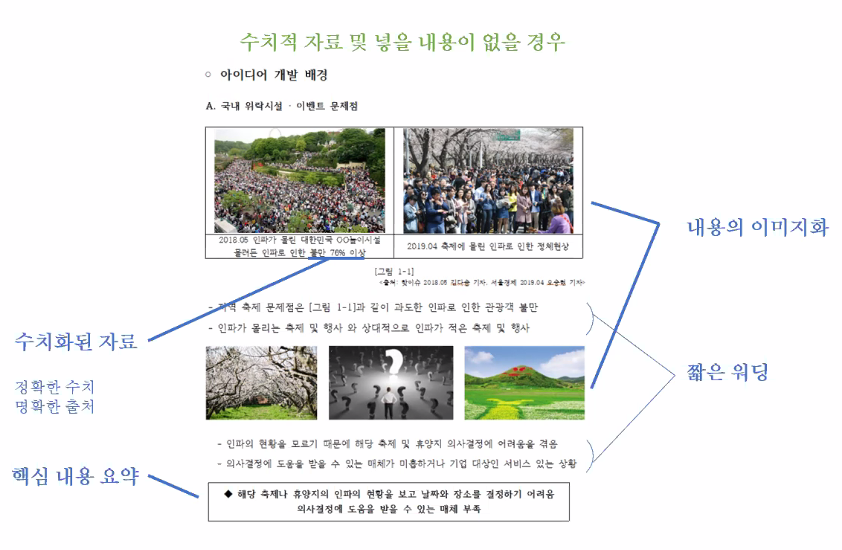 수치적 자료 및 넣을 내용이 없을 경우
○ 아이디어 개발 배경
A. 국내 위락시설 · 이벤트 문제점
2018.05 인파가 몰린 대한민국 OO놀이시설
몰려든 인파로 인한 불만 76% 이상
2019.04 축제에 몰린 인파로 인한 정체현상
[그림 1-1]
<출처: 핫이슈 2018.05 김다솜 기자, 서울경제 2019.04 오승현 기자>
- 지역 축제 문제점은 [그림 1-1]과 같이 과도한 인파로 인한 관광객 불만
- 인파가 몰리는 축제 및 행사 와 상대적으로 인파가 적은 축제 및 행사
내용의 이미지화
수치화된 자료
정확한 수치
명확한 출처
짧은 워딩
- 인파의 현황을 모르기 때문에 해당 축제 및 휴양지 의사결정에 어려움을 겪음
- 의사결정에 도움을 받을 수 있는 매체가 미흡하거나 기업 대상인 서비스 있는 상황
핵심 내용 요약
◆ 해당 축제나 휴양지의 인파의 현황을 보고 날짜와 장소를 결정하기 어려움
의사결정에 도움을 받을 수 있는 매체 부족